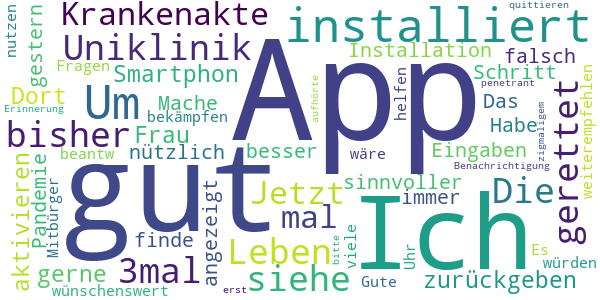 quittieren
nutzen
gestern
Krankenakte
installiert
Uniklinik
App
Installation
falsch
Fragen
Smartphon
Schritt
penetrant
Dort
Um
Mache
bekämpfen
aufhörte
helfen
Das
Habe
zigmaligem
weiterempfehlen
gerettet
Erinnerung
bisher
Frau
gut
Eingaben
beantw
nützlich
besser
wäre
Benachrichtigung
aktivieren
Pandemie
Mitbürger
Jetzt
sinnvoller
Ich
immer
Die
angezeigt
mal
finde
Leben
bitte
viele
Uhr
Es
gerne
3mal
siehe
würden
wünschenswert
erst
Gute
zurückgeben